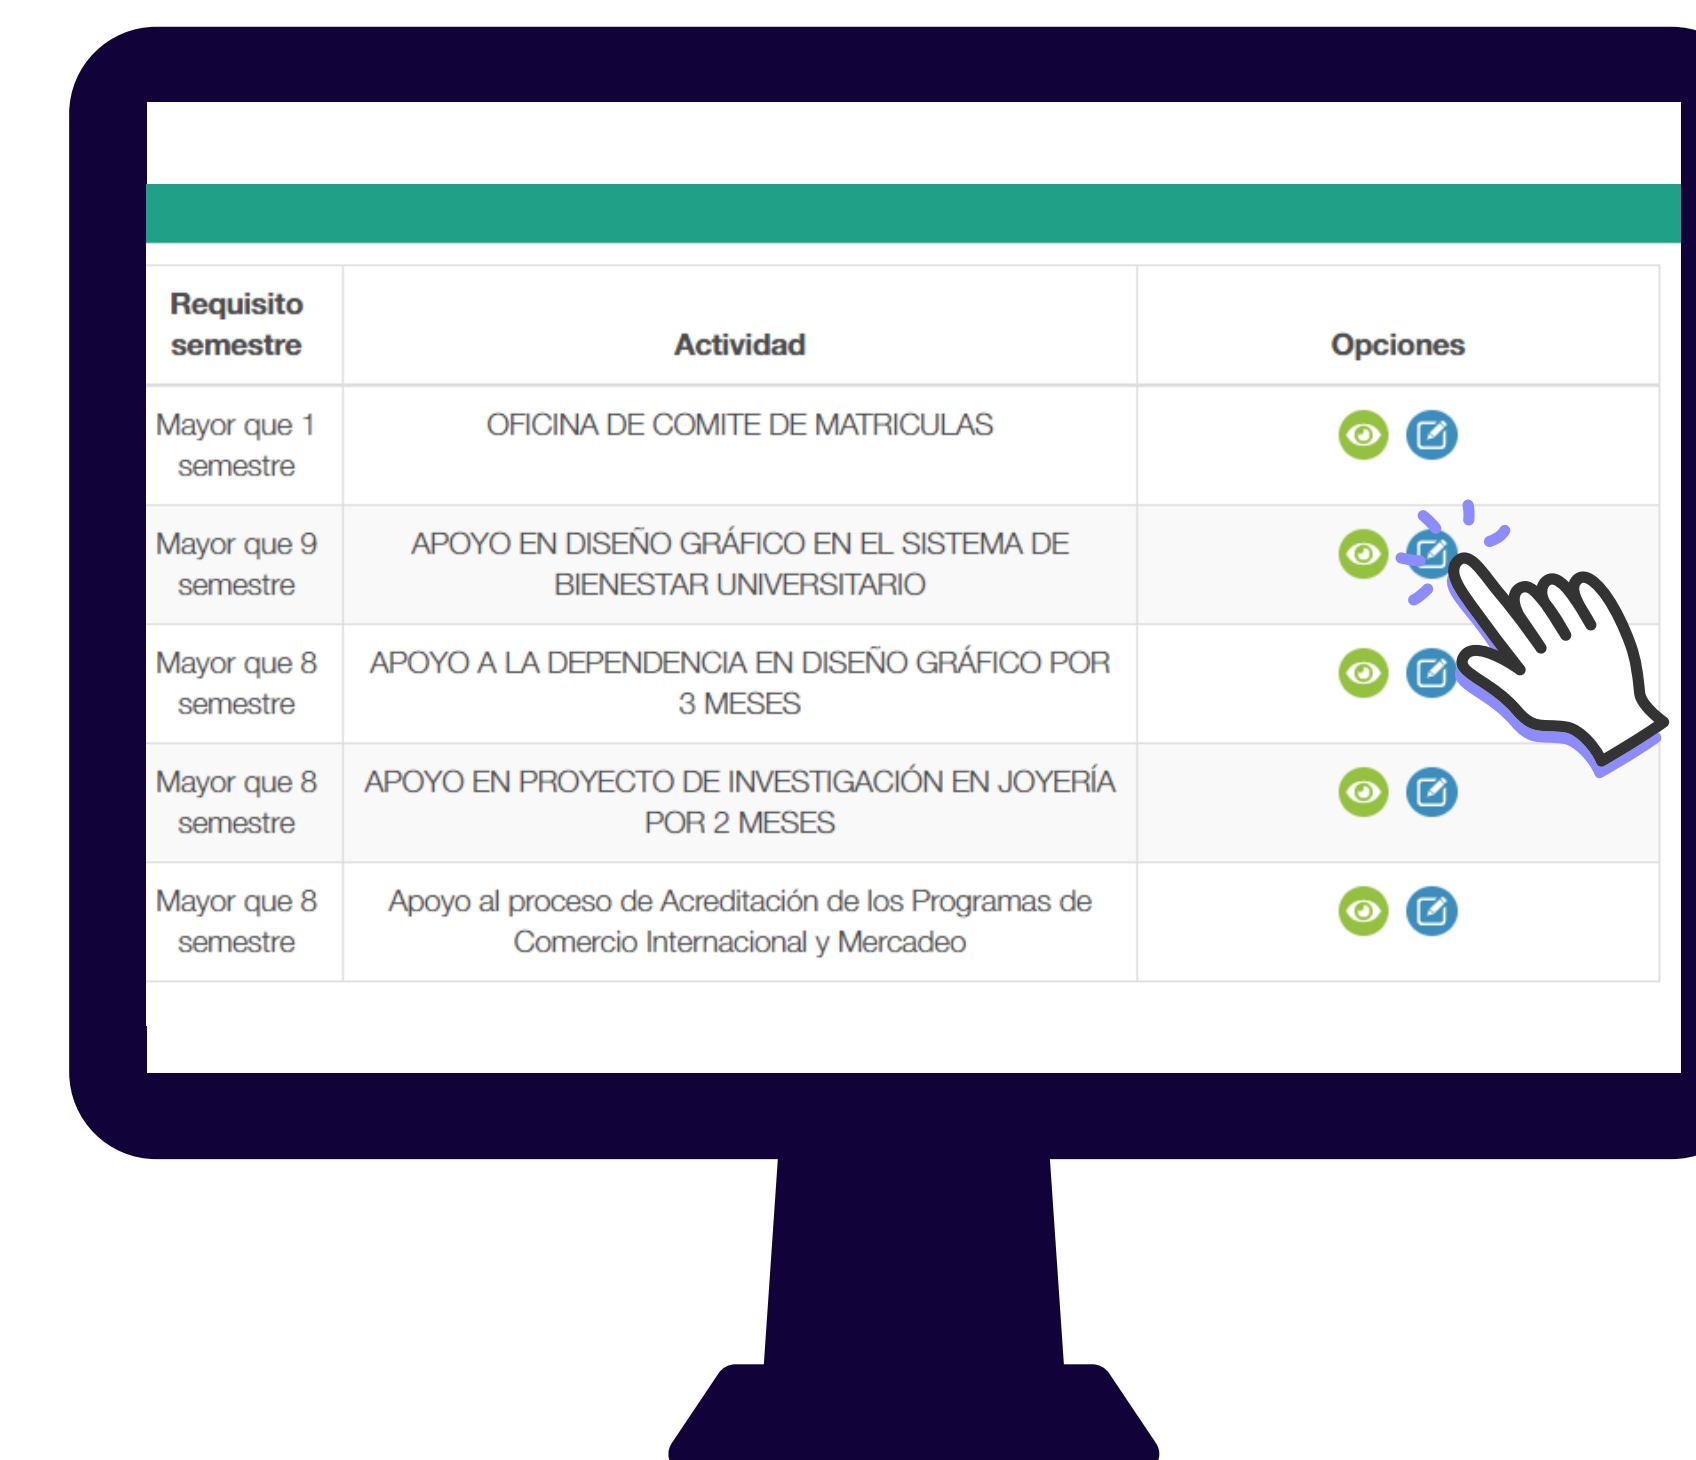 Requisito
semestre
Actividad
Opciones
Mayor que 1
semestre
OFICINA DE COMITE DE MATRICULAS
Mayor que 9
semestre
APOYO EN DISEÑO GRÁFICO EN EL SISTEMA DE
BIENESTAR UNIVERSITARIO
Mayor que 8
semestre
APOYO A LA DEPENDENCIA EN DISEÑO GRÁFICO POR
3 MESES
Mayor que 8
semestre
APOYO EN PROYECTO DE INVESTIGACIÓN EN JOYERÍA
POR 2 MESES
Mayor que 8
semestre
Apoyo al proceso de Acreditación de los Programas de
Comercio Internacional y Mercadeo